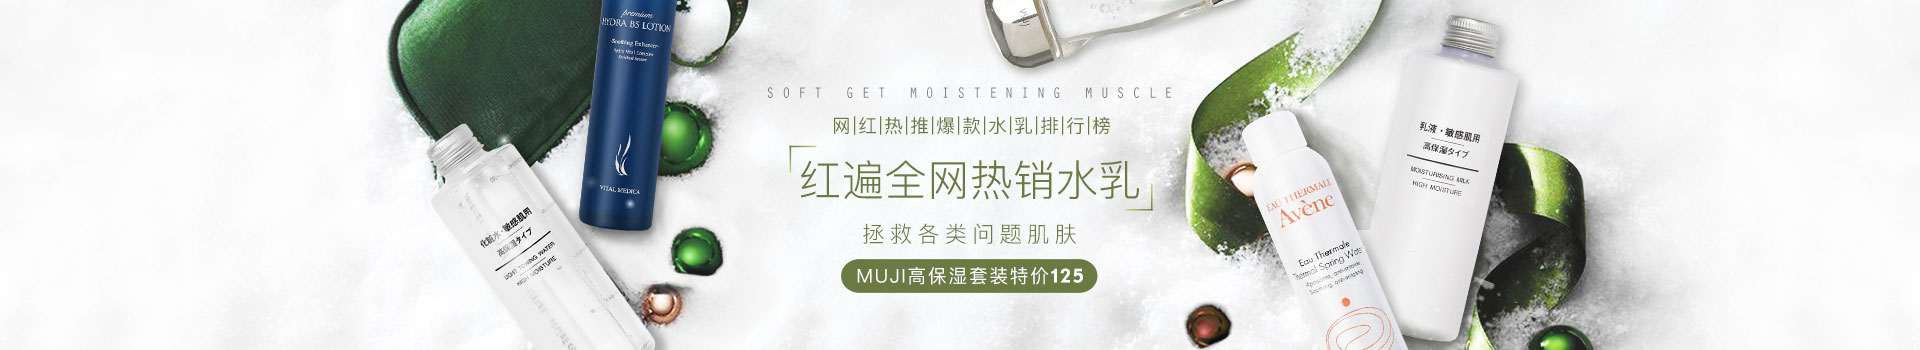 premium
HYDRA B5 LOTION
Soothing Enhancer
VITAL MEDICA
化粧水・敏感肌用
高保湿タイプ
LIGHT TONING WATER
HIGH MOISTURE
SOFT GET MOISTENING MUSCLE
网|红|热|推|爆|款|水|乳|排|行|榜
「红遍全网热销水乳」
拯救各类问题肌肤
MUJI高保湿套装特价125
EAU THERMALE
Avène
Eau Thermale
Thermal Spring Water
乳液・敏感肌用
高保湿タイプ
MOISTURISING MILK
HIGH MOISTURE